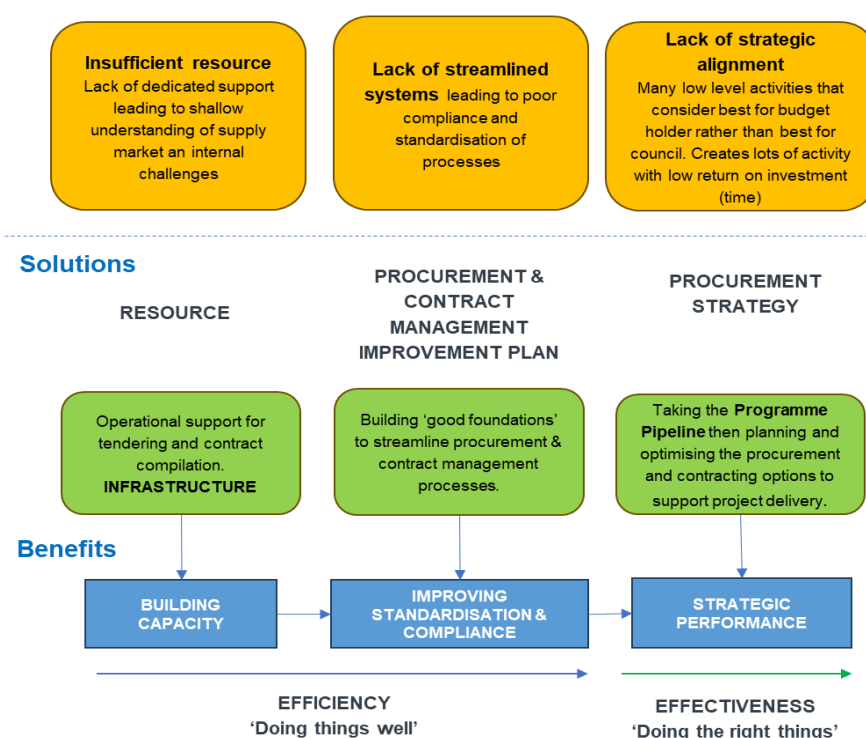 Insufficient resource
Lack of dedicated support
leading to shallow
understanding of supply
market an internal
challenges
Lack of streamlined
systems leading to poor
compliance and
standardisation of
processes
Lack of strategic
alignment
Many low level activities that
consider best for budget
holder rather than best for
council. Creates lots of activity
with low return on investment
(time)
Solutions
RESOURCE
PROCUREMENT &
CONTRACT
MANAGEMENT
IMPROVEMENT PLAN
PROCUREMENT
STRATEGY
Operational support for
tendering and contract
compilation.
INFRASTRUCTURE
Building ‘good foundations’
to streamline procurement &
contract management
processes.
Taking the Programme
Pipeline then planning and
optimising the procurement
and contracting options to
support project delivery.
Benefits
BUILDING
CAPACITY
IMPROVING
STANDARDISATION &
COMPLIANCE
STRATEGIC
PERFORMANCE
EFFICIENCY
‘Doing things well’
EFFECTIVENESS
‘Doing the right things’